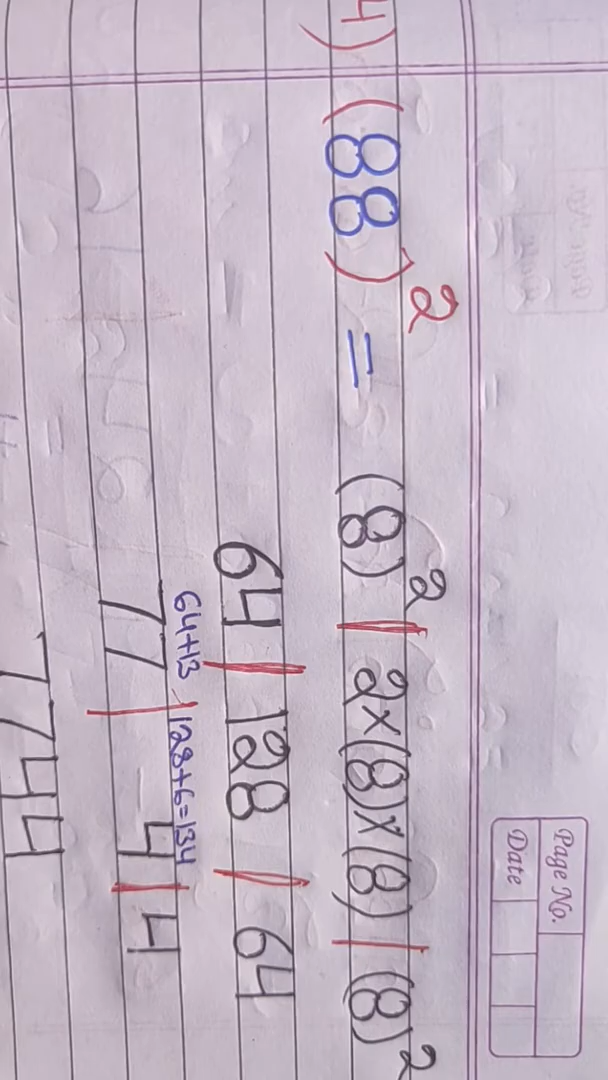 Page No.
Date
4) (88)² = (8)² | 2×(8)×(8) | (8)²
64 | 128 | 64
64+13 | 128+6=134
77 | 4 | 4
7744